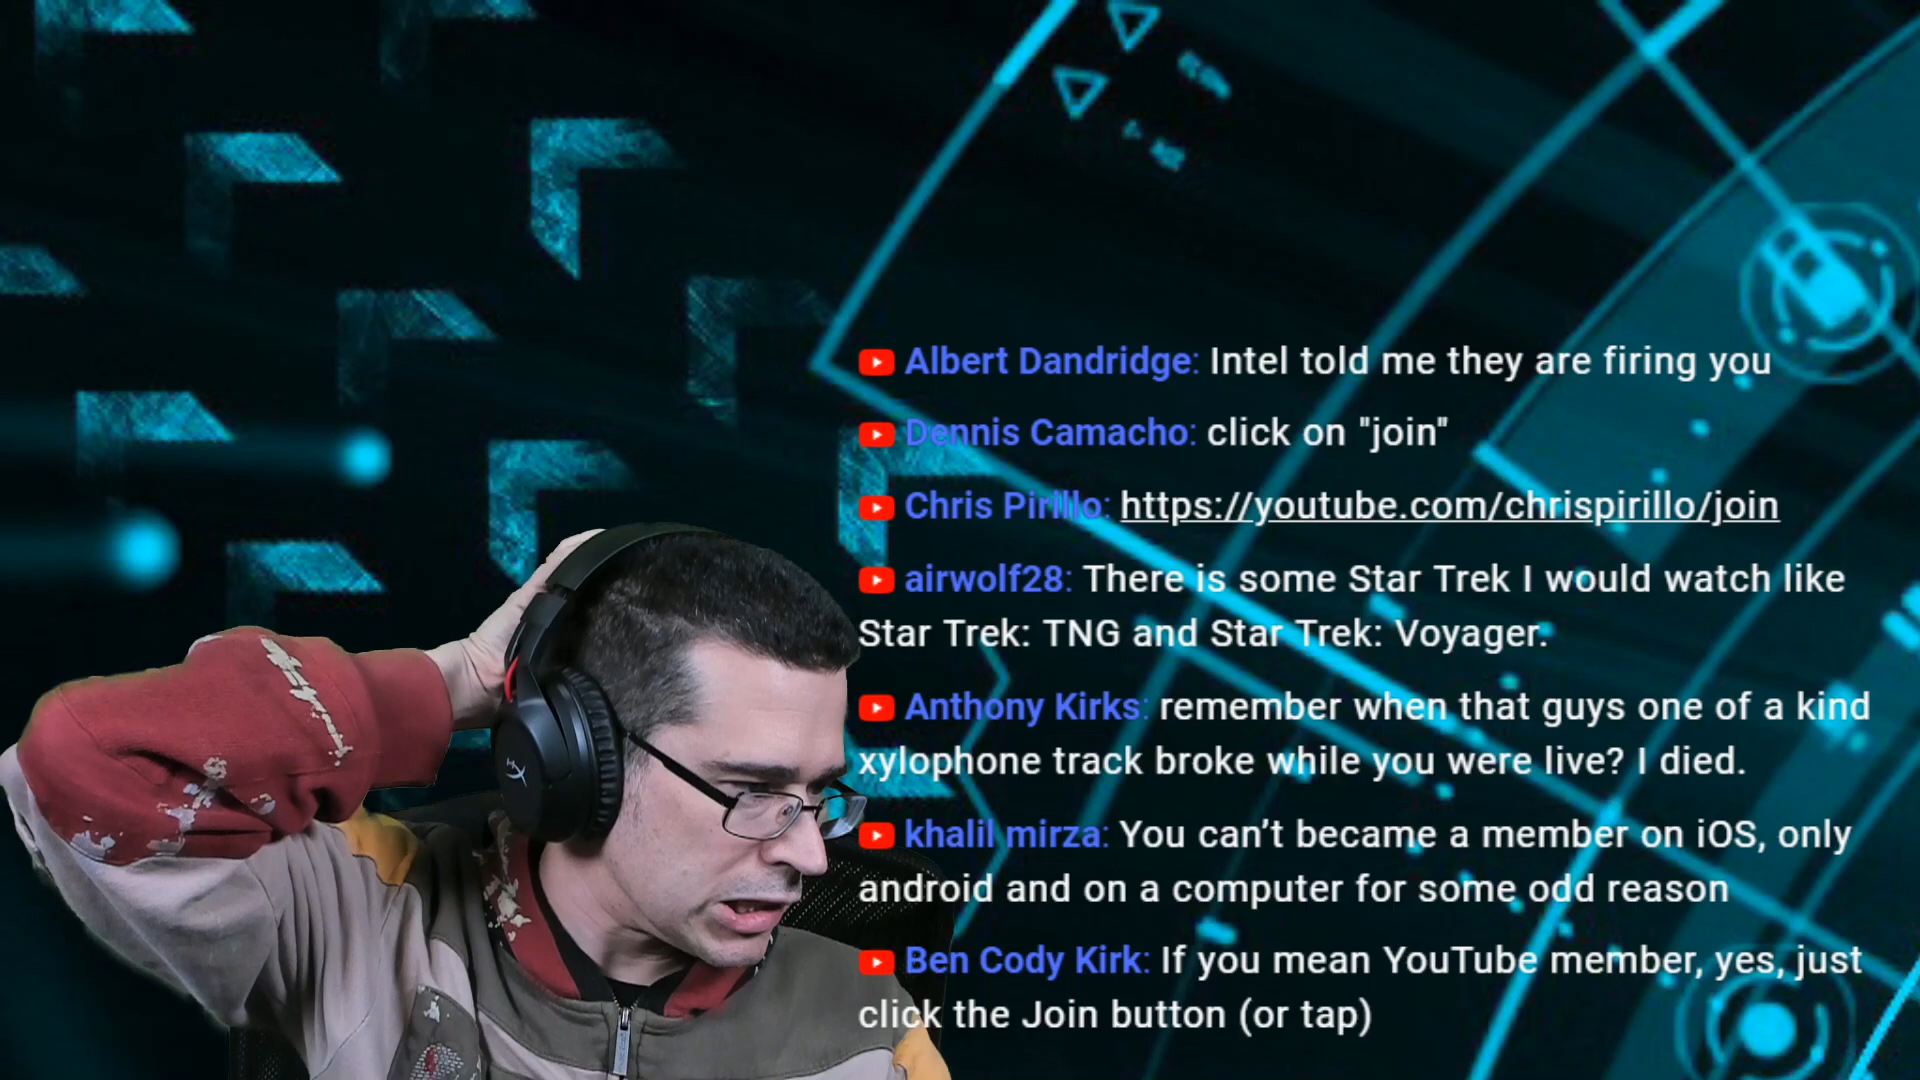 Albert Dandridge: Intel told me they are firing you
Dennis Camacho: click on "join"
Chris Pirillo: https://youtube.com/chrispirillo/join
airwolf28: There is some Star Trek I would watch like
Star Trek: TNG and Star Trek: Voyager.
Anthony Kirks: remember when that guys one of a kind
xylophone track broke while you were live? I died.
khalil mirza: You can’t became a member on iOS, only
android and on a computer for some odd reason
Ben Cody Kirk: If you mean YouTube member, yes, just
click the Join button (or tap)